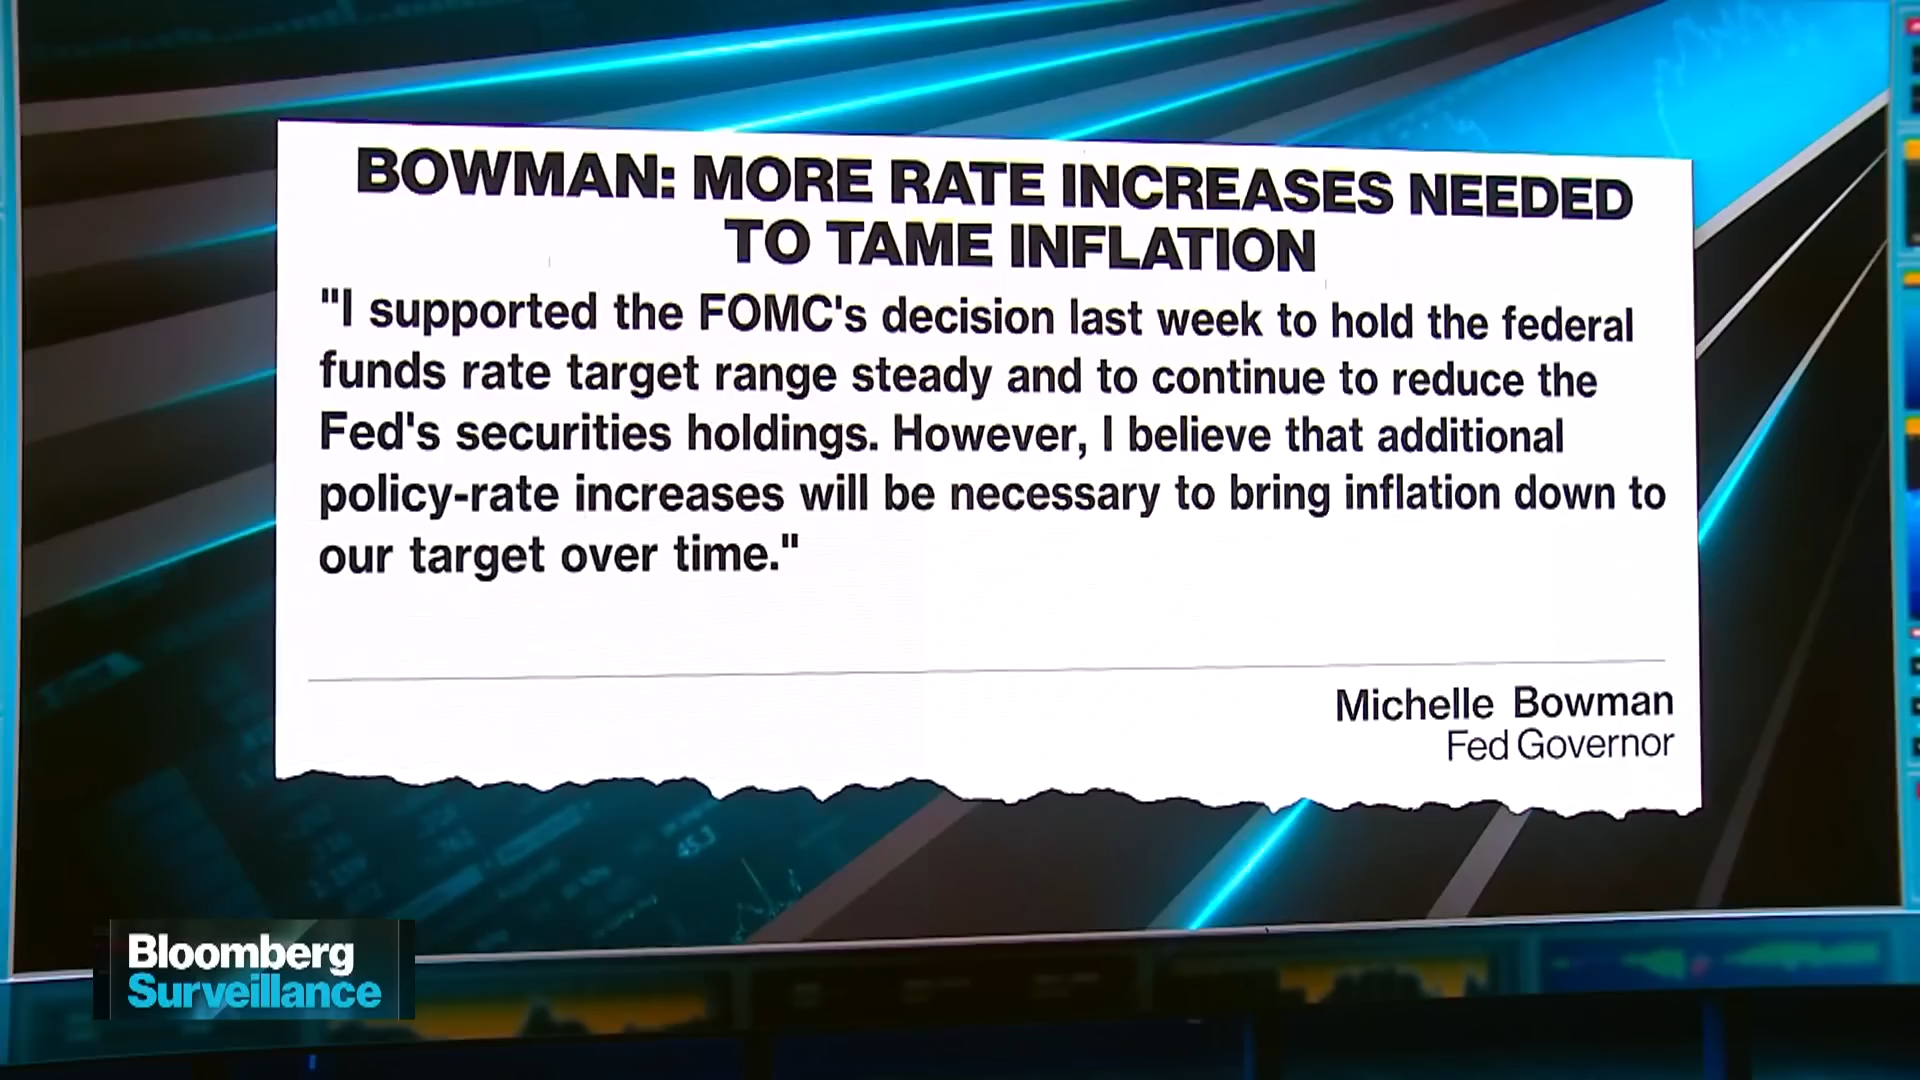 BOWMAN: MORE RATE INCREASES NEEDED
TO TAME INFLATION
"I supported the FOMC's decision last week to hold the federal
funds rate target range steady and to continue to reduce the
Fed's securities holdings. However, I believe that additional
policy-rate increases will be necessary to bring inflation down to
our target over time."
Michelle Bowman
Fed Governor
Bloomberg
Surveillance